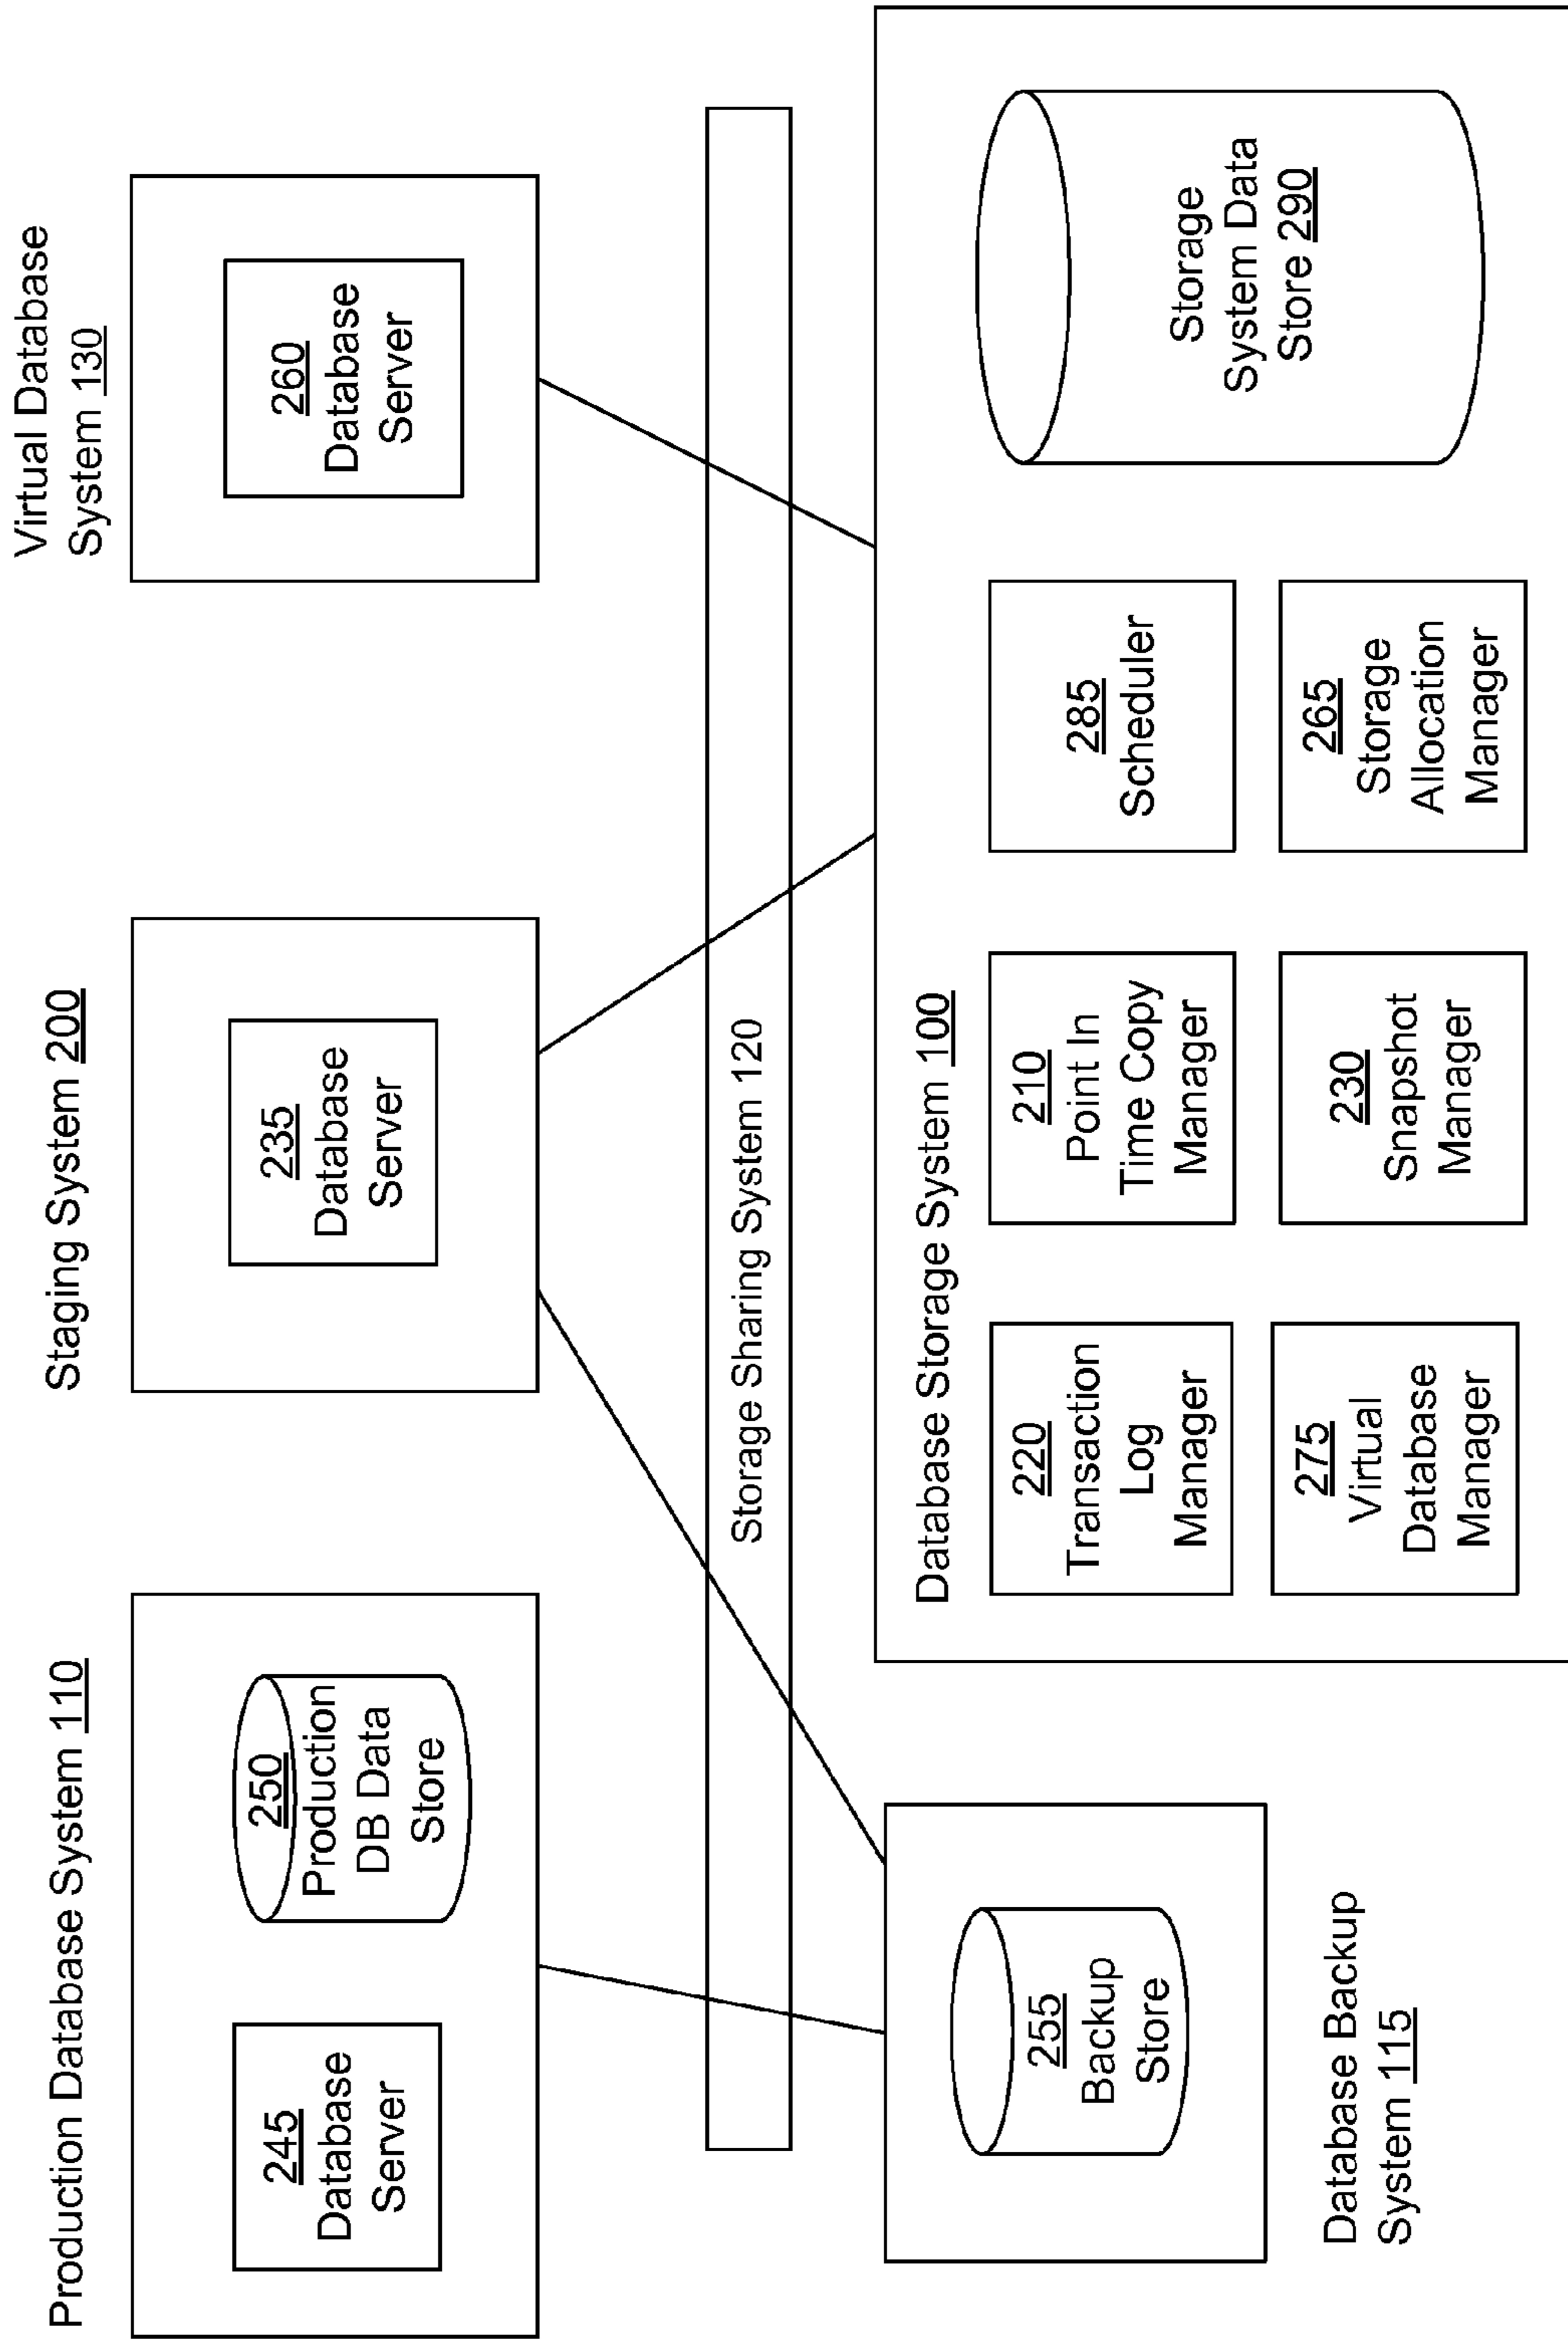 Production Database System 110
245
Database
Server
250
Production
DB Data
Store
Staging System 200
235
Database
Server
Virtual Database
System 130
260
Database
Server
Storage Sharing System 120
255
Backup
Store
Database Backup
System 115
Database Storage System 100
220
Transaction
Log
Manager
210
Point In
Time Copy
Manager
285
Scheduler
275
Virtual
Database
Manager
230
Snapshot
Manager
265
Storage
Allocation
Manager
Storage
System Data
Store 290